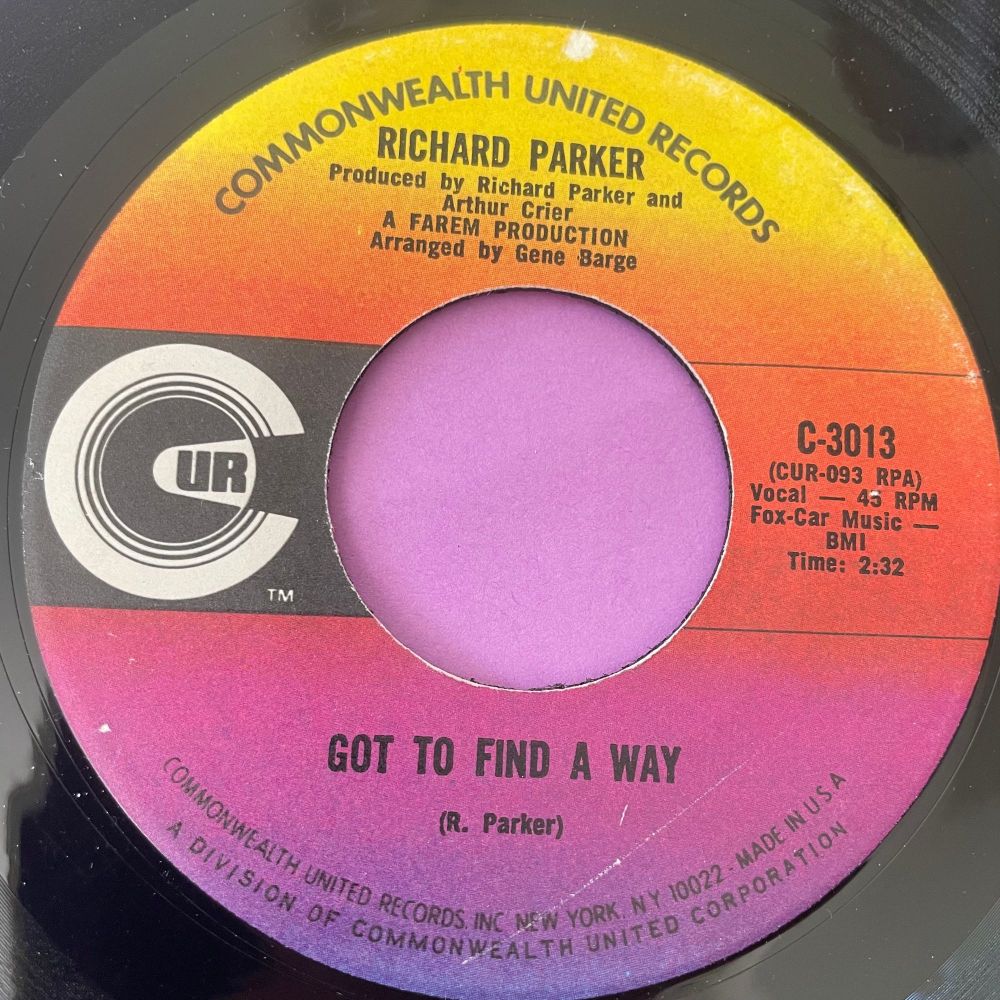 COMMONWEALTH UNITED RECORDS
RICHARD PARKER
Produced by Richard Parker and
Arthur Crier
A FAREM PRODUCTION
Arranged by Gene Barge
CUR
TM
C-3013
(CUR-093 RPA)
Vocal — 45 RPM
Fox-Car Music —
BMI
Time: 2:32
GOT TO FIND A WAY
(R. Parker)
COMMONWEALTH UNITED RECORDS, INC NEW YORK, NY 10022 - MADE IN U S A
A DIVISION OF COMMONWEALTH UNITED CORPORATION